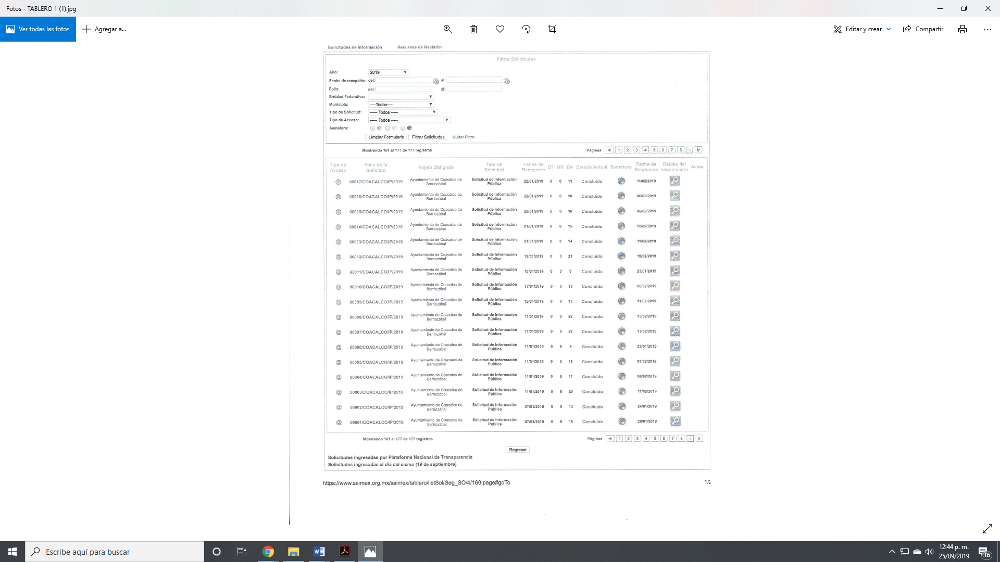 Fotos - TABLERO 1 (1).jpg
Ver todas las fotos
Agregar a...
Editar y crear
Compartir
Solicitudes de Información Recursos de Revisión
Filtrar Solicitudes
Año: 2019
Fecha de recepción: del: al:
Folio: del: al:
Entidad Federativa:
Municipio: ----Todos----
Tipo de Solicitud: ----- Todos -----
Tipo de Acceso: ----- Todos -----
Semáforo:
Limpiar Formulario Filtrar Solicitudes Quitar Filtro
Mostrando 161 al 177 de 177 registros Páginas ◄ 1 2 3 4 5 6 7 8 9 Ir
Tipo de Acceso Folio de la Solicitud Sujeto Obligado Tipo de Solicitud Fecha de Recepción DT DR DA Estado Actual Semáforo Fecha de Respuesta Detalle del seguimiento Aviso
@ 00017/COACALCO/IP/2019 Ayuntamiento de Coacalco de Berriozábal Solicitud de Información Pública 22/01/2019 0 0 13 Concluido 11/02/2019
@ 00016/COACALCO/IP/2019 Ayuntamiento de Coacalco de Berriozábal Solicitud de Información Pública 22/01/2019 0 0 10 Concluido 06/02/2019
@ 00015/COACALCO/IP/2019 Ayuntamiento de Coacalco de Berriozábal Solicitud de Información Pública 22/01/2019 0 0 10 Concluido 06/02/2019
@ 00014/COACALCO/IP/2019 Ayuntamiento de Coacalco de Berriozábal Solicitud de Información Pública 21/01/2019 0 0 15 Concluido 12/02/2019
@ 00013/COACALCO/IP/2019 Ayuntamiento de Coacalco de Berriozábal Solicitud de Información Pública 21/01/2019 0 0 14 Concluido 11/02/2019
@ 00012/COACALCO/IP/2019 Ayuntamiento de Coacalco de Berriozábal Solicitud de Información Pública 18/01/2019 0 0 21 Concluido 19/02/2019
@ 00011/COACALCO/IP/2019 Ayuntamiento de Coacalco de Berriozábal Solicitud de Información Pública 18/01/2019 0 0 3 Concluido 23/01/2019
@ 00010/COACALCO/IP/2019 Ayuntamiento de Coacalco de Berriozábal Solicitud de Información Pública 17/01/2019 0 0 13 Concluido 06/02/2019
@ 00009/COACALCO/IP/2019 Ayuntamiento de Coacalco de Berriozábal Solicitud de Información Pública 16/01/2019 0 0 13 Concluido 11/02/2019
@ 00008/COACALCO/IP/2019 Ayuntamiento de Coacalco de Berriozábal Solicitud de Información Pública 11/01/2019 0 0 22 Concluido 13/02/2019
@ 00007/COACALCO/IP/2019 Ayuntamiento de Coacalco de Berriozábal Solicitud de Información Pública 11/01/2019 0 0 22 Concluido 13/02/2019
@ 00006/COACALCO/IP/2019 Ayuntamiento de Coacalco de Berriozábal Solicitud de Información Pública 11/01/2019 0 0 8 Concluido 23/01/2019
@ 00005/COACALCO/IP/2019 Ayuntamiento de Coacalco de Berriozábal Solicitud de Información Pública 11/01/2019 0 0 18 Concluido 07/02/2019
@ 00004/COACALCO/IP/2019 Ayuntamiento de Coacalco de Berriozábal Solicitud de Información Pública 11/01/2019 0 0 17 Concluido 06/02/2019
@ 00003/COACALCO/IP/2019 Ayuntamiento de Coacalco de Berriozábal Solicitud de Información Pública 11/01/2019 0 0 20 Concluido 11/02/2019
@ 00002/COACALCO/IP/2019 Ayuntamiento de Coacalco de Berriozábal Solicitud de Información Pública 07/01/2019 0 0 13 Concluido 24/01/2019
@ 00001/COACALCO/IP/2019 Ayuntamiento de Coacalco de Berriozábal Solicitud de Información Pública 07/01/2019 0 0 15 Concluido 28/01/2019
Mostrando 161 al 177 de 177 registros Páginas ◄ 1 2 3 4 5 6 7 8 9 Ir
Regresar
Solicitudes ingresadas por Plataforma Nacional de Transparencia
Solicitudes ingresadas el día del sismo (19 de septiembre)
https://www.saimex.org.mx/saimex/tablero/listSol/Seg_SO/4/160.page#goTo 1/2
Escribe aquí para buscar
12:44 p. m.
25/09/2019
36